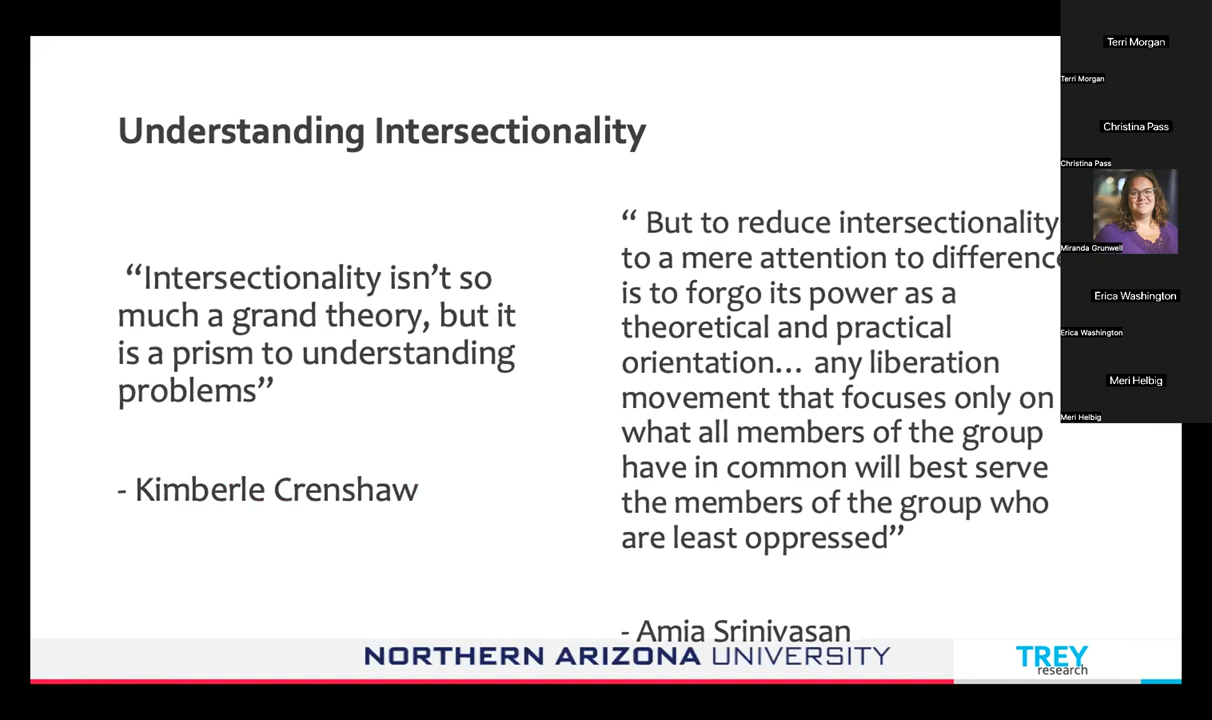 Understanding Intersectionality
“Intersectionality isn’t so
much a grand theory, but it
is a prism to understanding
problems”
- Kimberle Crenshaw
“ But to reduce intersectionality
to a mere attention to difference
is to forgo its power as a
theoretical and practical
orientation… any liberation
movement that focuses only on
what all members of the group
have in common will best serve
the members of the group who
are least oppressed”
- Amia Srinivasan
NORTHERN ARIZONA UNIVERSITY
TREY
research
Terri Morgan
Terri Morgan
Christina Pass
Christina Pass
Miranda Grunwell
Erica Washington
Erica Washington
Meri Helbig
Meri Helbig